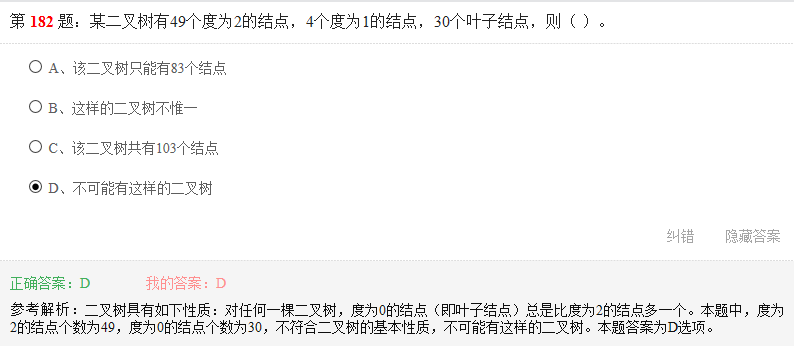 第 182 题：某二叉树有49个度为2的结点，4个度为1的结点，30个叶子结点，则（ ）。
A、该二叉树只能有83个结点
B、这样的二叉树不惟一
C、该二叉树共有103个结点
D、不可能有这样的二叉树
纠错 隐藏答案
正确答案：D 我的答案：D
参考解析：二叉树具有如下性质：对任何一棵二叉树，度为0的结点（即叶子结点）总是比度为2的结点多一个。本题中，度为
2的结点个数为49，度为0的结点个数为30，不符合二叉树的基本性质，不可能有这样的二叉树。本题答案为D选项。